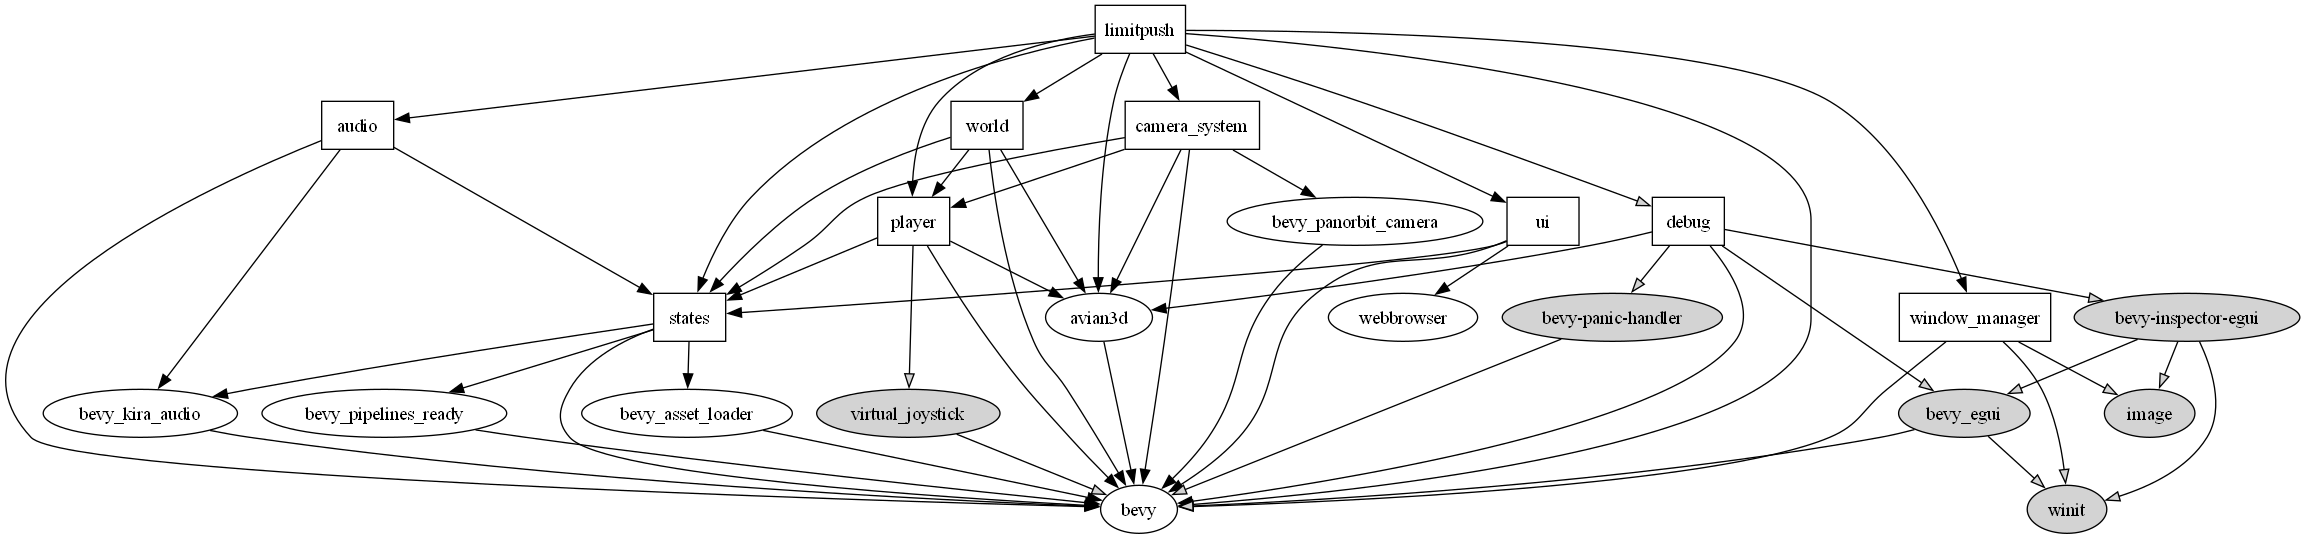 limitpush
audio
world
camera_system
player
bevy_panorbit_camera
ui
debug
states
avian3d
webbrowser
bevy-panic-handler
window_manager
bevy-inspector-egui
bevy_kira_audio
bevy_pipelines_ready
bevy_asset_loader
virtual_joystick
bevy_egui
image
bevy
winit